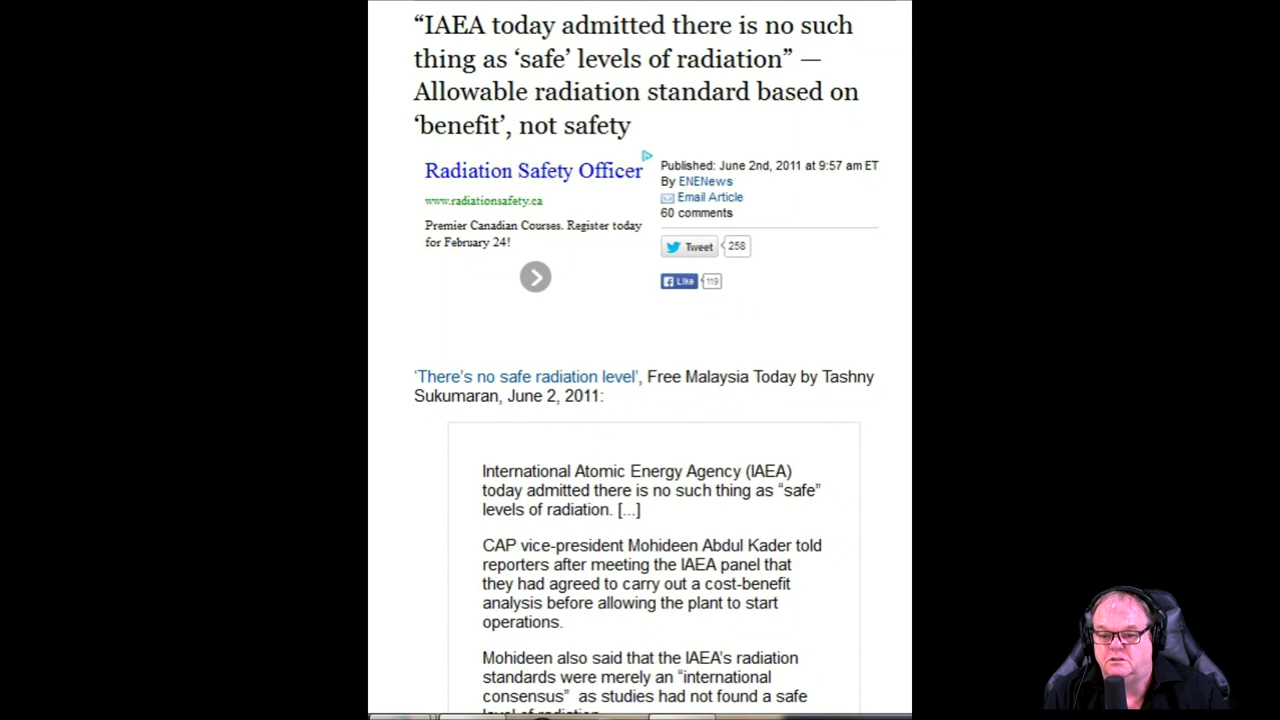 “IAEA today admitted there is no such
thing as ‘safe’ levels of radiation” —
Allowable radiation standard based on
‘benefit’, not safety
Radiation Safety Officer
www.radiationsafety.ca
Premier Canadian Courses. Register today
for February 24!
Published: June 2nd, 2011 at 9:57 am ET
By ENENews
Email Article
60 comments
Tweet 258
Like 119
‘There’s no safe radiation level’, Free Malaysia Today by Tashny
Sukumaran, June 2, 2011:
International Atomic Energy Agency (IAEA)
today admitted there is no such thing as “safe”
levels of radiation. [...]
CAP vice-president Mohideen Abdul Kader told
reporters after meeting the IAEA panel that
they had agreed to carry out a cost-benefit
analysis before allowing the plant to start
operations.
Mohideen also said that the IAEA’s radiation
standards were merely an “international
consensus” as studies had not found a safe
level of radiation